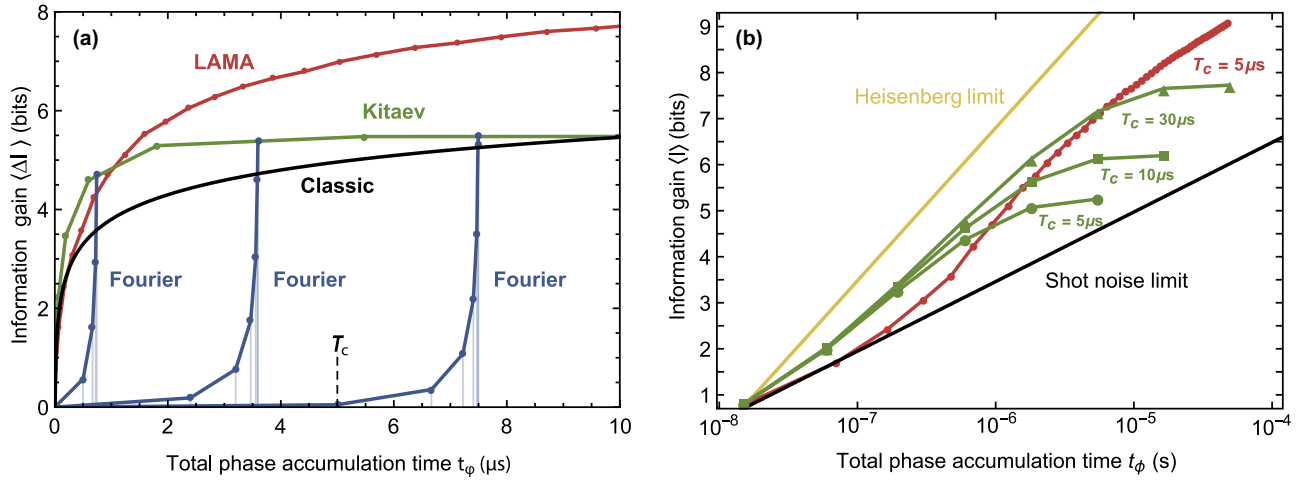 (a)
LAMA
Kitaev
Classic
Fourier
Fourier
Fourier
T_c
Information gain ⟨ΔI⟩ (bits)
8
6
4
2
0
0
2
4
6
8
10
Total phase accumulation time t_φ (μs)
(b)
Heisenberg limit
T_C = 5μs
T_C = 30μs
T_C = 10μs
T_C = 5μs
Shot noise limit
Information gain ⟨I⟩ (bits)
9
8
7
6
5
4
3
2
1
10⁻⁸
10⁻⁷
10⁻⁶
10⁻⁵
10⁻⁴
Total phase accumulation time t_ϕ (s)